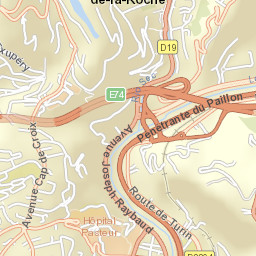 de-la-Roche
D19
xupéry
E74
Pénétrante du Paillon
Avenue Cap de Croix
Avenue Joseph Raybaud
Route de Turin
Hôpital
Pasteur